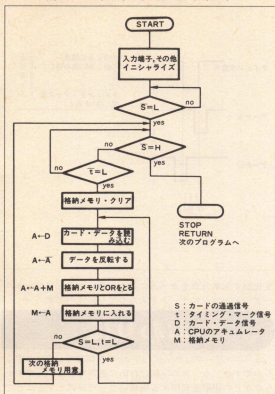 START
入力端子,その他
イニシャライズ
S̄=L
no
yes
S̄=H
no
yes
t̄=L
no
yes
格納メモリ・クリア
A←D
カード・データを読み込む
A←Ā
データを反転する
A←A+M
格納メモリとORをとる
M←A
格納メモリに入れる
S=L, t=L
no
yes
次の格納
メモリ用意
STOP
RETURN
次のプログラムへ
S:カードの通過信号
t:タイミング・マーク信号
D:カード・データ信号
A:CPUのアキュムレータ
M:格納メモリ